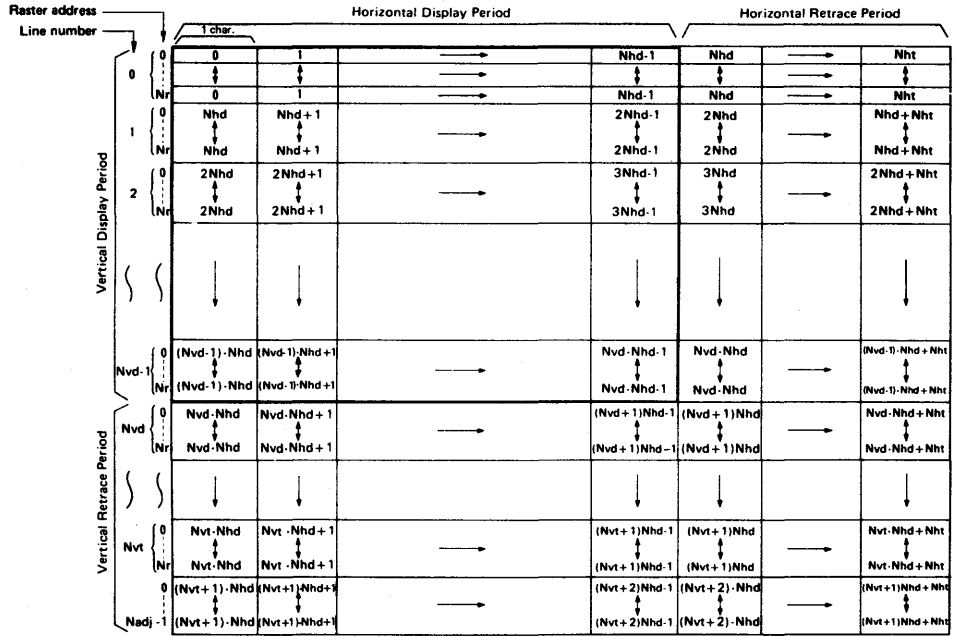 Raster address
Horizontal Display Period
Horizontal Retrace Period
Line number
1 char.
0 0 0 1 Nhd-1 Nhd Nht
Nr 0 1 Nhd-1 Nhd Nht
1 0 Nhd Nhd+1 2Nhd-1 2Nhd Nhd+Nht
Nr Nhd Nhd+1 2Nhd-1 2Nhd Nhd+Nht
2 0 2Nhd 2Nhd+1 3Nhd-1 3Nhd 2Nhd+Nht
Nr 2Nhd 2Nhd+1 3Nhd-1 3Nhd 2Nhd+Nht
Vertical Display Period
Nvd-1 0 (Nvd-1)·Nhd (Nvd-1)·Nhd+1 Nvd·Nhd-1 Nvd·Nhd (Nvd-1)·Nhd+Nht
Nr (Nvd-1)·Nhd (Nvd-1)·Nhd+1 Nvd·Nhd-1 Nvd·Nhd (Nvd-1)·Nhd+Nht
Nvd 0 Nvd·Nhd Nvd·Nhd+1 (Nvd+1)Nhd-1 (Nvd+1)Nhd Nvd·Nhd+Nht
Nr Nvd·Nhd Nvd·Nhd+1 (Nvd+1)Nhd-1 (Nvd+1)Nhd Nvd·Nhd+Nht
Vertical Retrace Period
Nvt 0 Nvt·Nhd Nvt·Nhd+1 (Nvt+1)Nhd-1 (Nvt+1)Nhd Nvt·Nhd+Nht
Nr Nvt·Nhd Nvt·Nhd+1 (Nvt+1)Nhd-1 (Nvt+1)Nhd Nvt·Nhd+Nht
0 (Nvt+1)·Nhd (Nvt+1)·Nhd+1 (Nvt+2)Nhd-1 (Nvt+2)·Nhd (Nvt+1)Nhd+Nht
Nadj-1 (Nvt+1)·Nhd (Nvt+1)·Nhd+1 (Nvt+2)Nhd-1 (Nvt+2)·Nhd (Nvt+1)Nhd+Nht